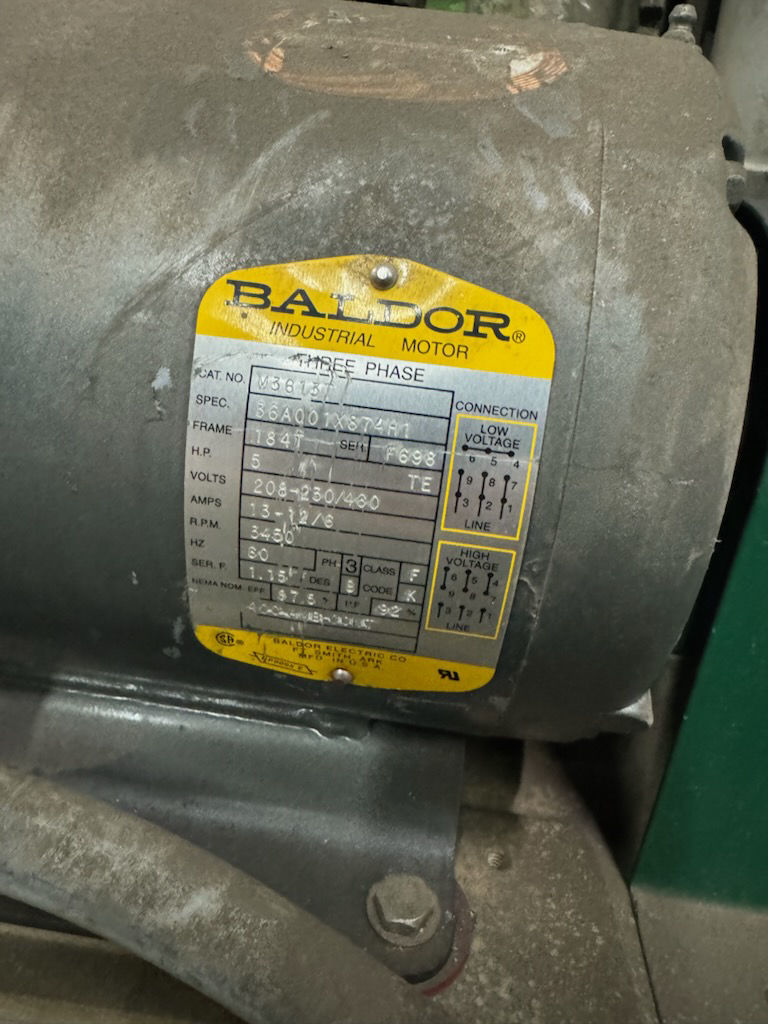 BALDOR®
INDUSTRIAL MOTOR
THREE PHASE
CAT. NO. M3613T
SPEC. 36A001X874H1
FRAME 184T SER. F698
H.P. 5 TE
VOLTS 208-230/460
AMPS 13-12/6
R.P.M. 3450
HZ 60 PH 3 CLASS F
SER. F. 1.15 DES B CODE K
NEMA NOM. EFF. 87.5 % P.F. 92 %
CONNECTION
LOW
VOLTAGE
6 5 4
9 8 7
3 2 1
LINE
HIGH
VOLTAGE
6 5 4
9 8 7
3 2 1
LINE
BALDOR ELECTRIC CO
FT. SMITH, ARK
MFD. IN U.S.A.